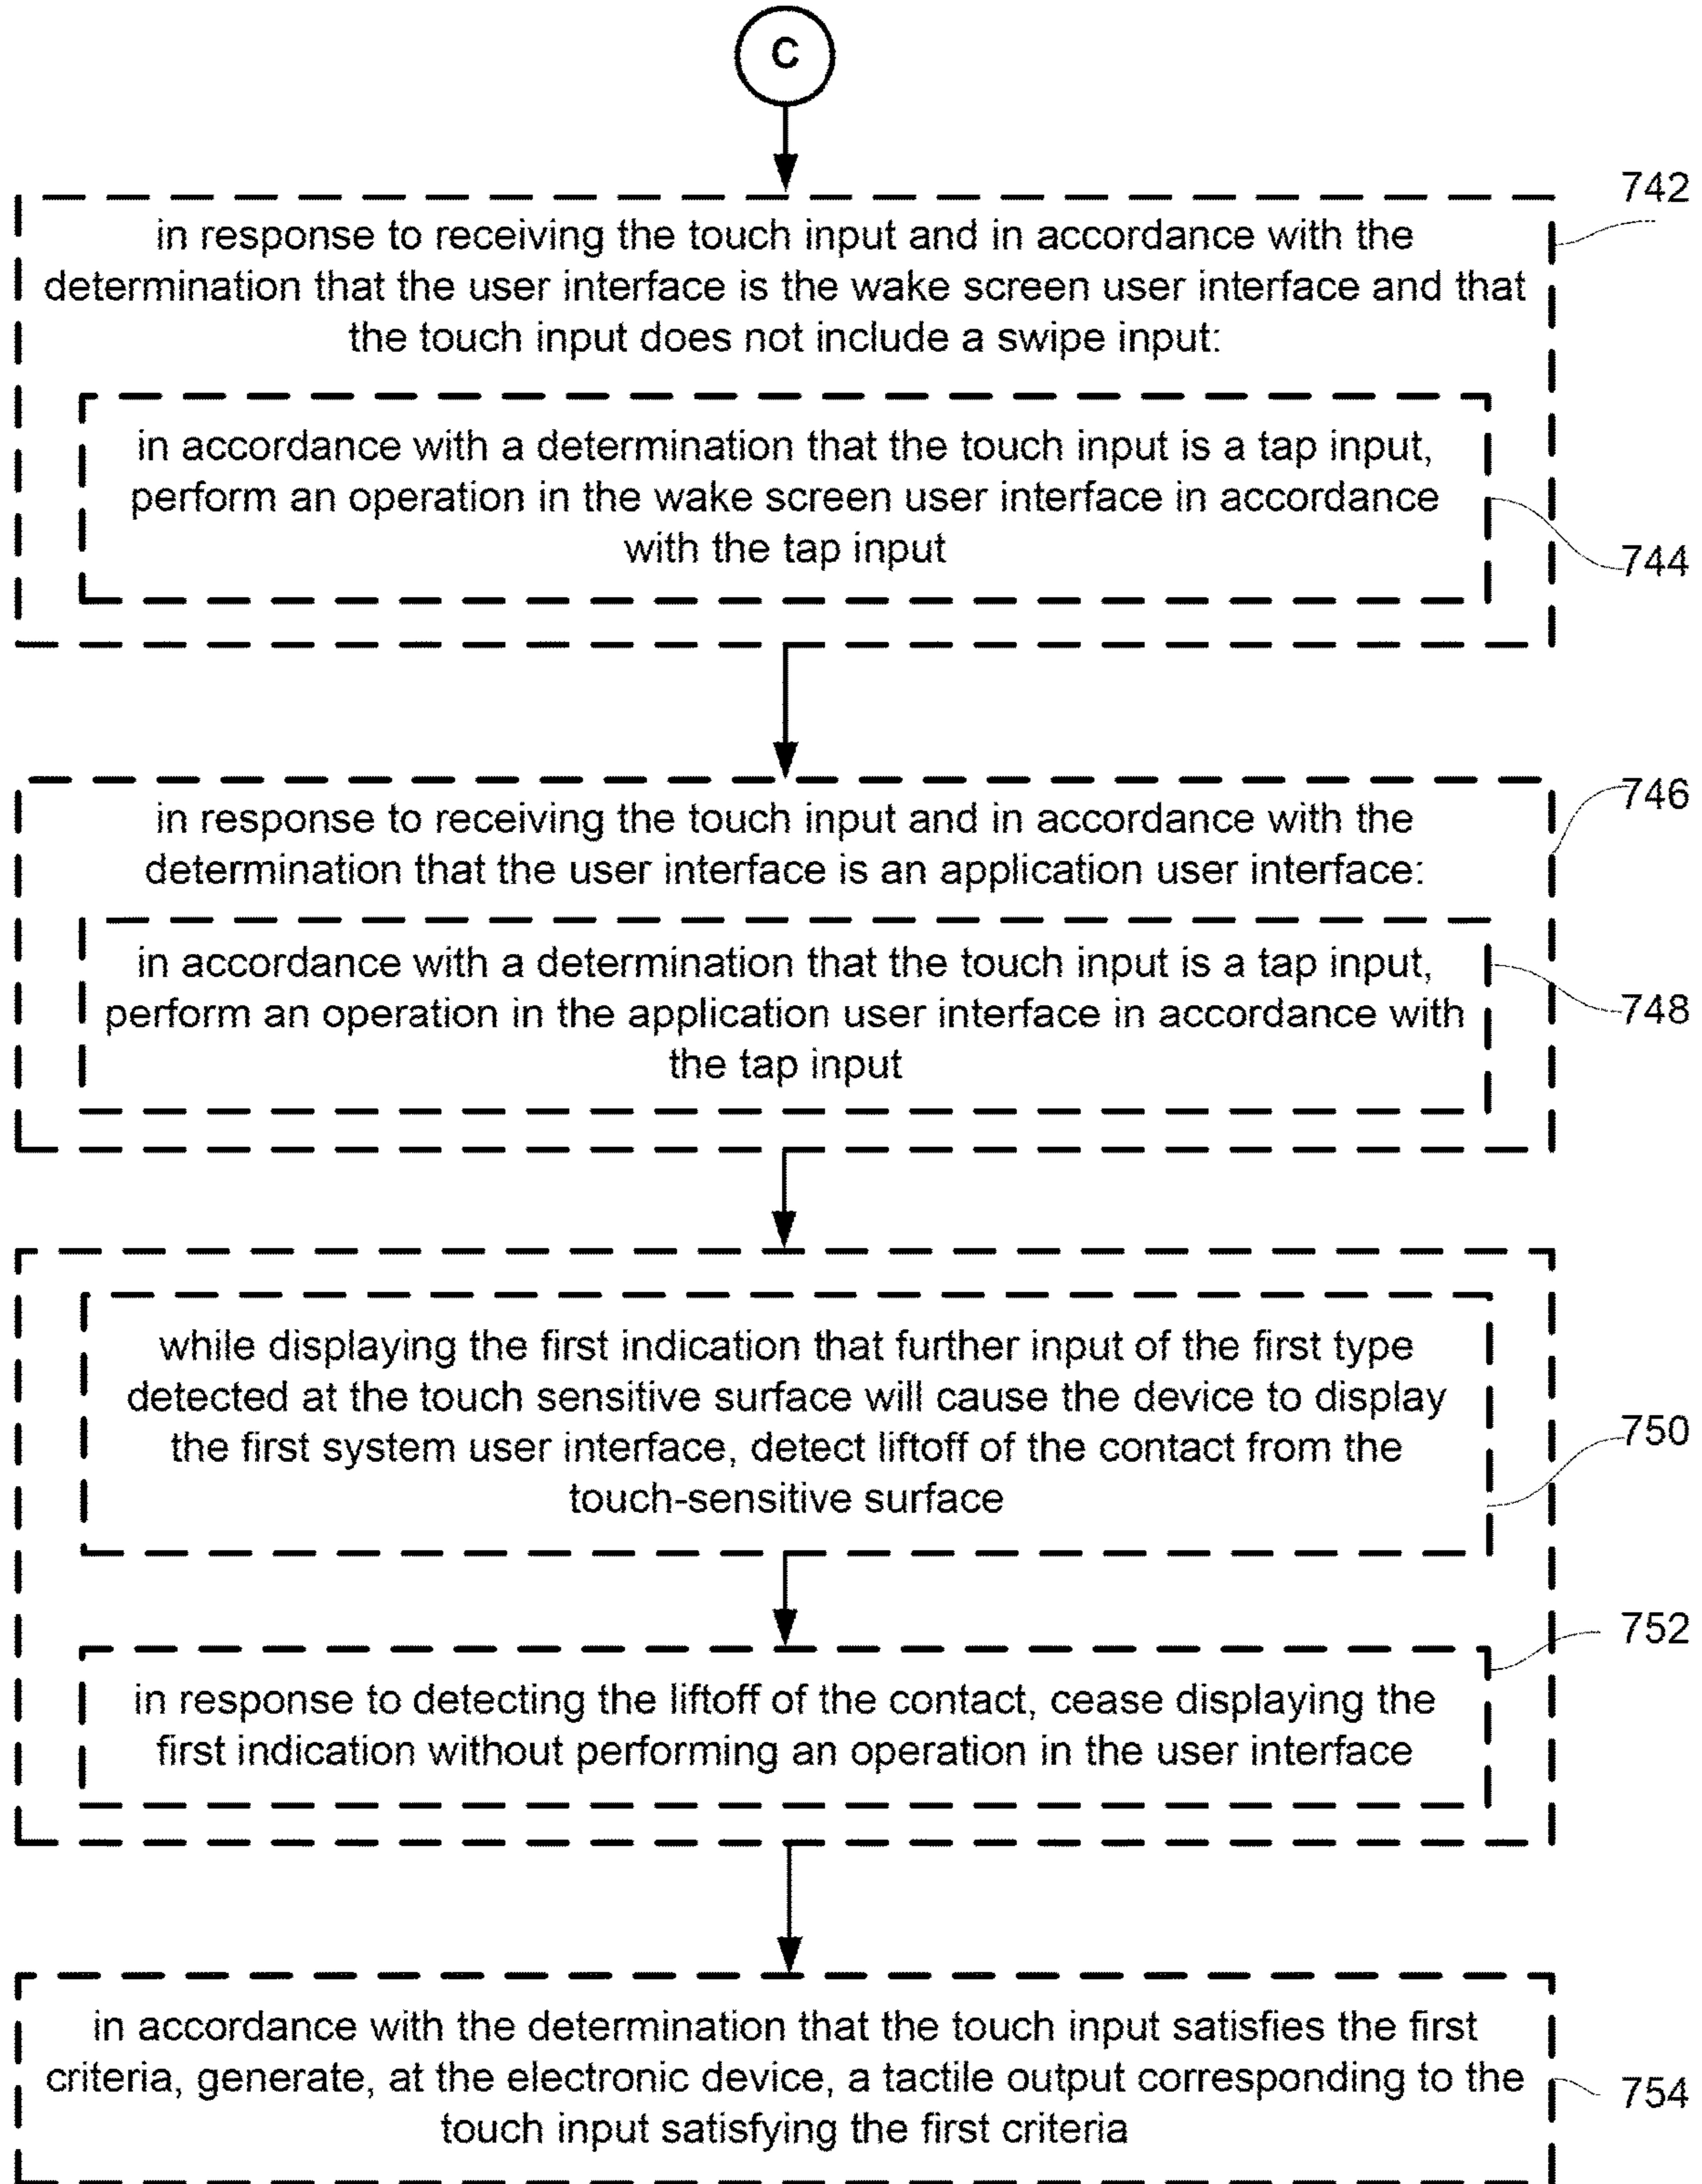 C
742
in response to receiving the touch input and in accordance with the
determination that the user interface is the wake screen user interface and that
the touch input does not include a swipe input:
in accordance with a determination that the touch input is a tap input,
perform an operation in the wake screen user interface in accordance
with the tap input
744
746
in response to receiving the touch input and in accordance with the
determination that the user interface is an application user interface:
in accordance with a determination that the touch input is a tap input,
perform an operation in the application user interface in accordance with
the tap input
748
while displaying the first indication that further input of the first type
detected at the touch sensitive surface will cause the device to display
the first system user interface, detect liftoff of the contact from the
touch-sensitive surface
750
752
in response to detecting the liftoff of the contact, cease displaying the
first indication without performing an operation in the user interface
in accordance with the determination that the touch input satisfies the first
criteria, generate, at the electronic device, a tactile output corresponding to the
touch input satisfying the first criteria
754